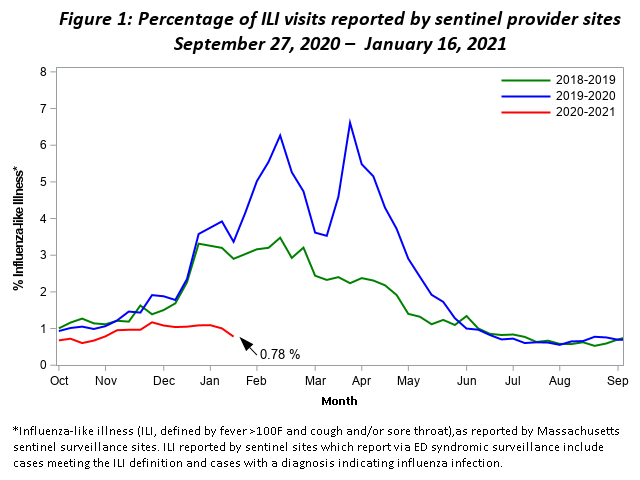 Figure 1: Percentage of ILI visits reported by sentinel provider sites
September 27, 2020 – January 16, 2021
2018-2019
2019-2020
2020-2021
% Influenza-like Illness*
8
7
6
5
4
3
2
1
0
0.78 %
Oct Nov Dec Jan Feb Mar Apr May Jun Jul Aug Sep
Month
*Influenza-like illness (ILI, defined by fever >100F and cough and/or sore throat),as reported by Massachusetts
sentinel surveillance sites. ILI reported by sentinel sites which report via ED syndromic surveillance include
cases meeting the ILI definition and cases with a diagnosis indicating influenza infection.